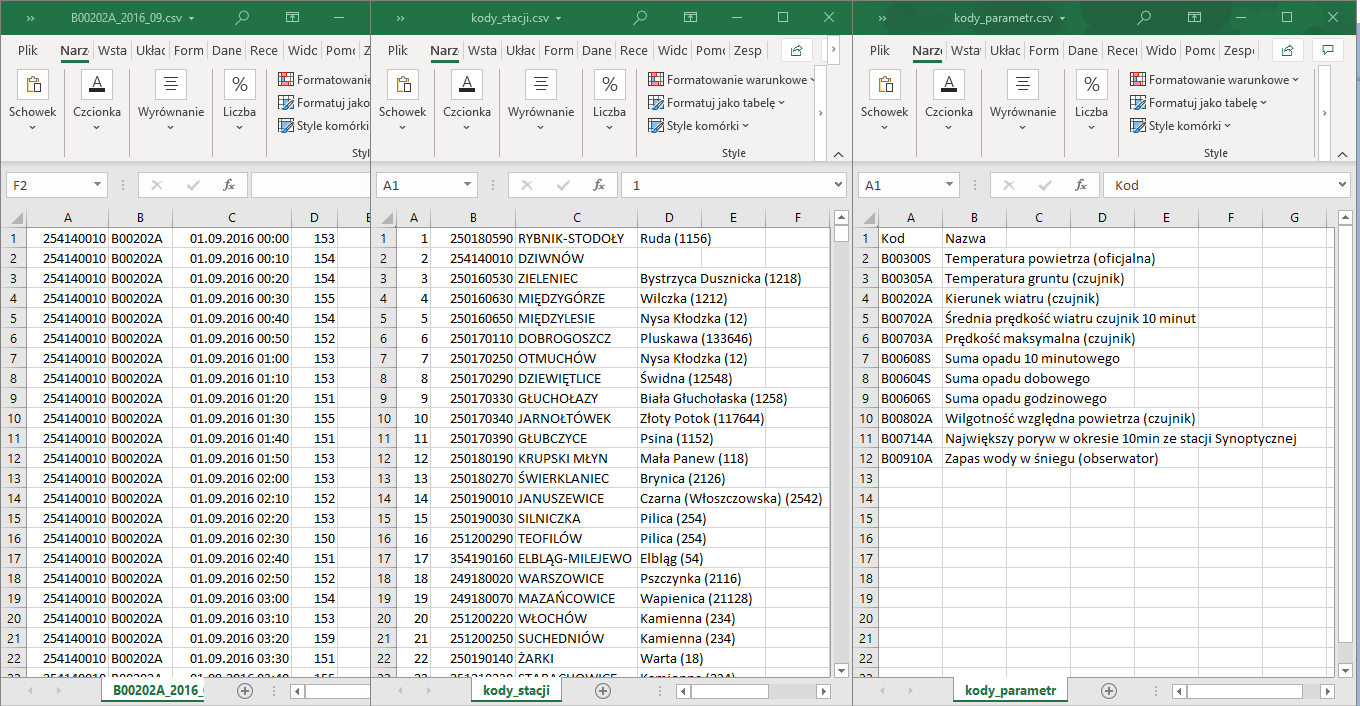 B00202A_2016_09.csv
Plik Narz Wsta Ukłac Form Dane Rece Widc Pomc Z
Schowek Czcionka Wyrównanie Liczba
Formatowanie
Formatuj jako
Style komórki
Styl
F2 fx
A B C D E
1 254140010 B00202A 01.09.2016 00:00 153
2 254140010 B00202A 01.09.2016 00:10 154
3 254140010 B00202A 01.09.2016 00:20 154
4 254140010 B00202A 01.09.2016 00:30 155
5 254140010 B00202A 01.09.2016 00:40 154
6 254140010 B00202A 01.09.2016 00:50 152
7 254140010 B00202A 01.09.2016 01:00 153
8 254140010 B00202A 01.09.2016 01:10 153
9 254140010 B00202A 01.09.2016 01:20 151
10 254140010 B00202A 01.09.2016 01:30 155
11 254140010 B00202A 01.09.2016 01:40 151
12 254140010 B00202A 01.09.2016 01:50 153
13 254140010 B00202A 01.09.2016 02:00 153
14 254140010 B00202A 01.09.2016 02:10 152
15 254140010 B00202A 01.09.2016 02:20 153
16 254140010 B00202A 01.09.2016 02:30 150
17 254140010 B00202A 01.09.2016 02:40 151
18 254140010 B00202A 01.09.2016 02:50 152
19 254140010 B00202A 01.09.2016 03:00 154
20 254140010 B00202A 01.09.2016 03:10 153
21 254140010 B00202A 01.09.2016 03:20 159
22 254140010 B00202A 01.09.2016 03:30 151
B00202A_2016_
kody_stacji.csv
Plik Narz Wsta Ukłac Form Dane Rece Widc Pomc Zesp
Schowek Czcionka Wyrównanie Liczba
Formatowanie warunkowe
Formatuj jako tabelę
Style komórki
Style
A1 fx 1
A B C D E F
1 1 250180590 RYBNIK-STODOŁY Ruda (1156)
2 2 254140010 DZIWNÓW
3 3 250160530 ZIELENIEC Bystrzyca Dusznicka (1218)
4 4 250160630 MIĘDZYGÓRZE Wilczka (1212)
5 5 250160650 MIĘDZYLESIE Nysa Kłodzka (12)
6 6 250170110 DOBROGOSZCZ Pluskawa (133646)
7 7 250170250 OTMUCHÓW Nysa Kłodzka (12)
8 8 250170290 DZIEWIĘTLICE Świdna (12548)
9 9 250170330 GŁUCHOŁAZY Biała Głuchołaska (1258)
10 10 250170340 JARNOŁTÓWEK Złoty Potok (117644)
11 11 250170390 GŁUBCZYCE Psina (1152)
12 12 250180190 KRUPSKI MŁYN Mała Panew (118)
13 13 250180270 ŚWIERKLANIEC Brynica (2126)
14 14 250190010 JANUSZEWICE Czarna (Włoszczowska) (2542)
15 15 250190030 SILNICZKA Pilica (254)
16 16 251200290 TEOFILÓW Pilica (254)
17 17 354190160 ELBLĄG-MILEJEWO Elbląg (54)
18 18 249180020 WARSZOWICE Pszczynka (2116)
19 19 249180070 MAZAŃCOWICE Wapienica (21128)
20 20 251200220 WŁOCHÓW Kamienna (234)
21 21 251200250 SUCHEDNIÓW Kamienna (234)
22 22 250190140 ŻARKI Warta (18)
kody_stacji
kody_parametr.csv
Plik Narz Wsta Ukłac Form Dane Recer Wido Pomc Zesp
Schowek Czcionka Wyrównanie Liczba
Formatowanie warunkowe
Formatuj jako tabelę
Style komórki
Style
A1 fx Kod
A B C D E F G
1 Kod Nazwa
2 B00300S Temperatura powietrza (oficjalna)
3 B00305A Temperatura gruntu (czujnik)
4 B00202A Kierunek wiatru (czujnik)
5 B00702A Średnia prędkość wiatru czujnik 10 minut
6 B00703A Prędkość maksymalna (czujnik)
7 B00608S Suma opadu 10 minutowego
8 B00604S Suma opadu dobowego
9 B00606S Suma opadu godzinowego
10 B00802A Wilgotność względna powietrza (czujnik)
11 B00714A Największy poryw w okresie 10min ze stacji Synoptycznej
12 B00910A Zapas wody w śniegu (obserwator)
13
14
15
16
17
18
19
20
21
22
kody_parametr